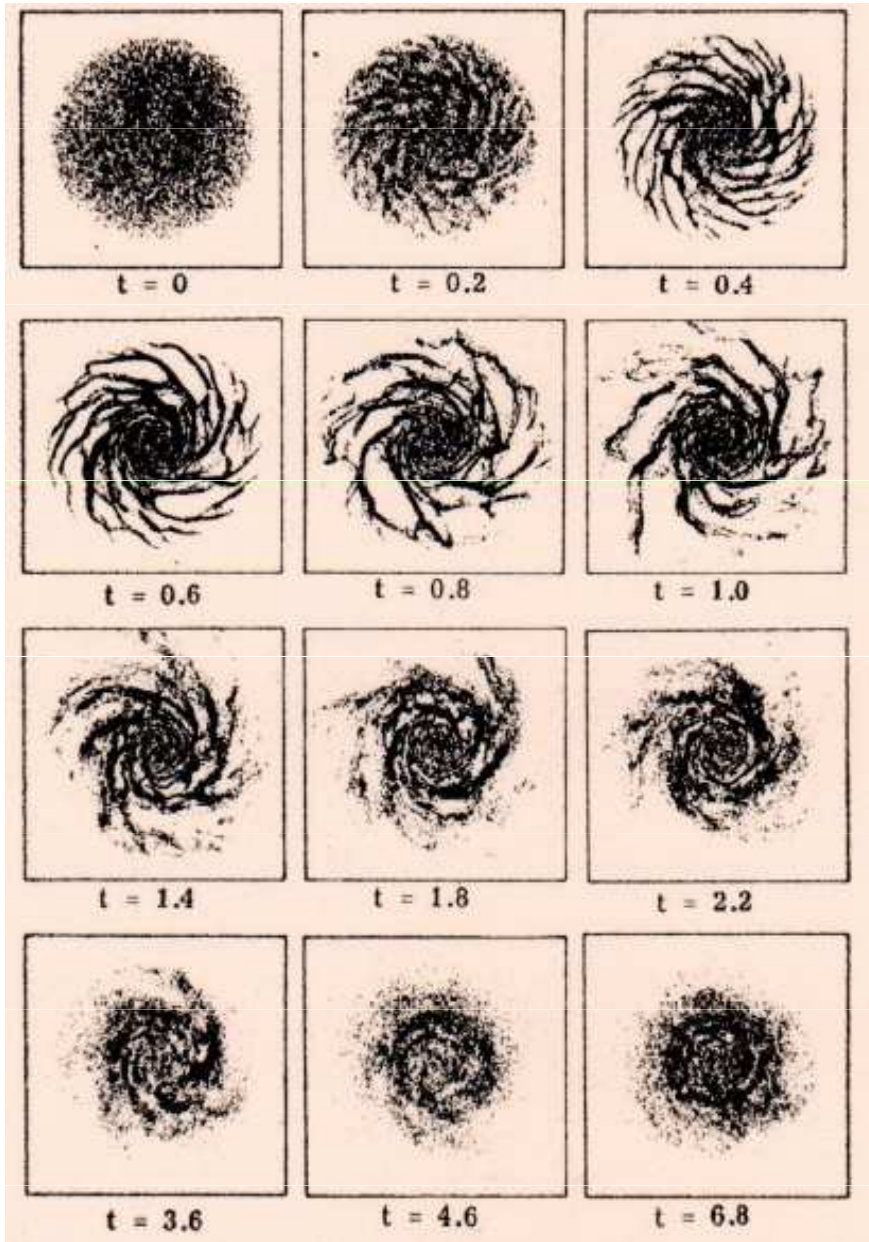 t = 0
t = 0.2
t = 0.4
t = 0.6
t = 0.8
t = 1.0
t = 1.4
t = 1.8
t = 2.2
t = 3.6
t = 4.6
t = 6.8